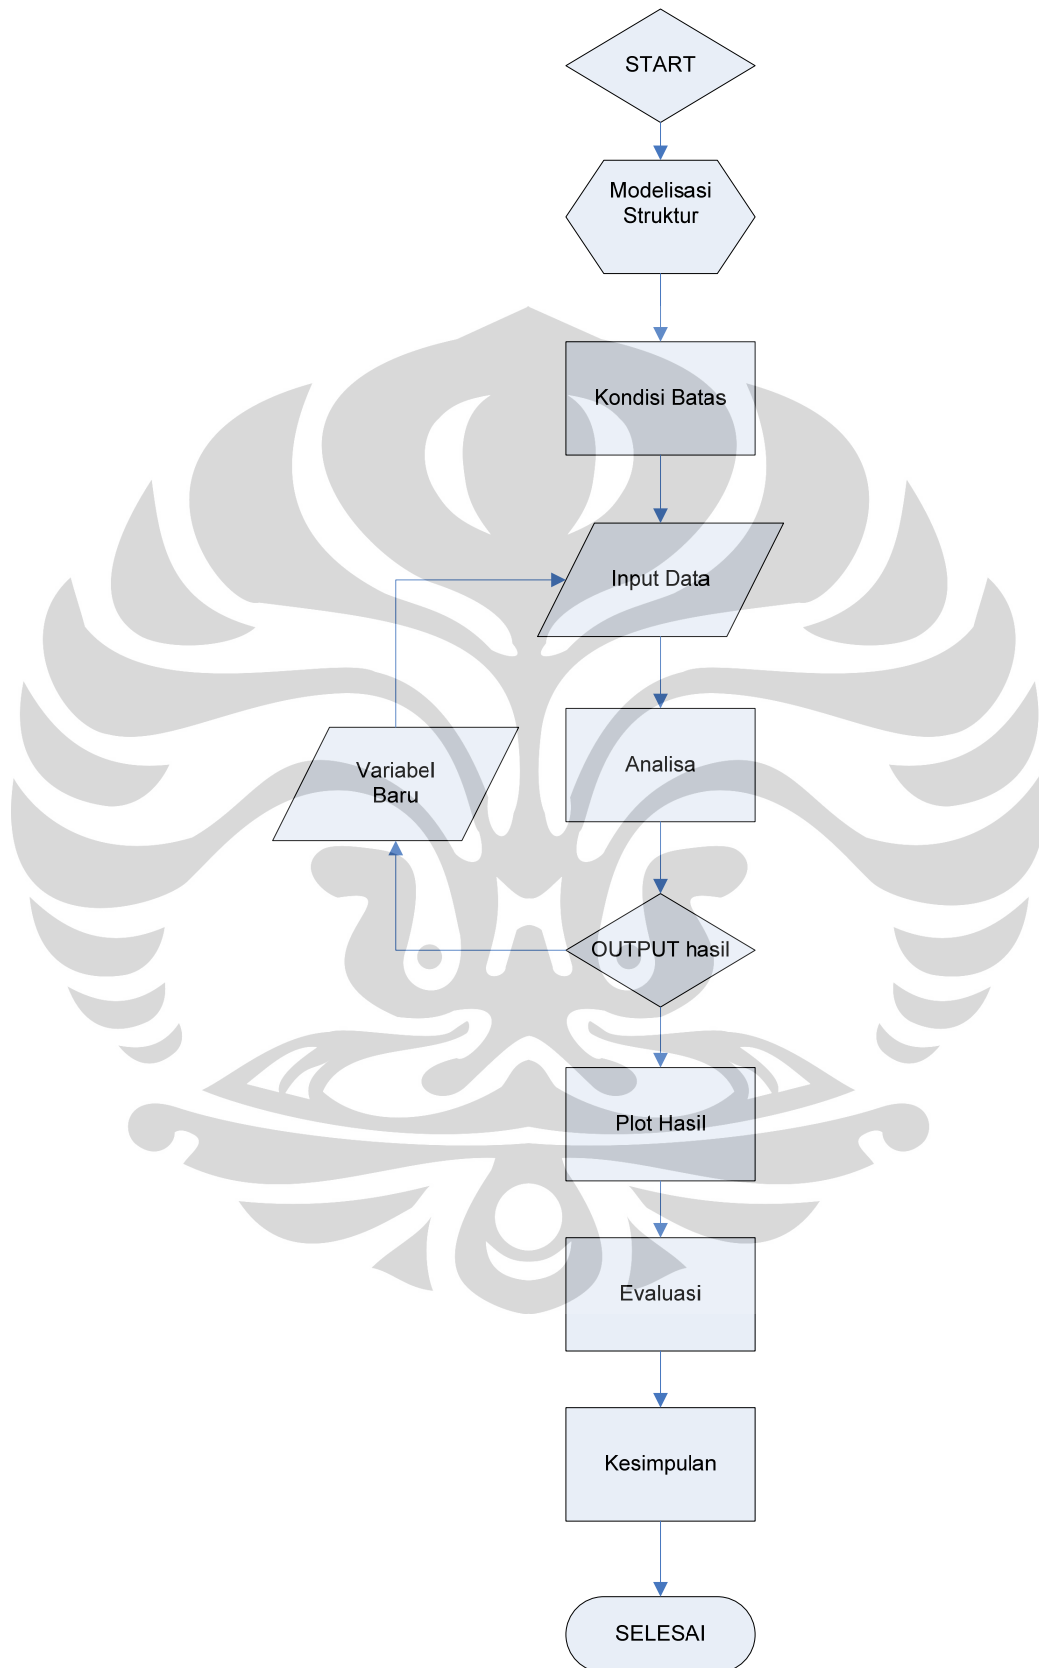 START
Modelisasi
Struktur
Kondisi Batas
Input Data
Variabel
Baru
Analisa
OUTPUT hasil
Plot Hasil
Evaluasi
Kesimpulan
SELESAI